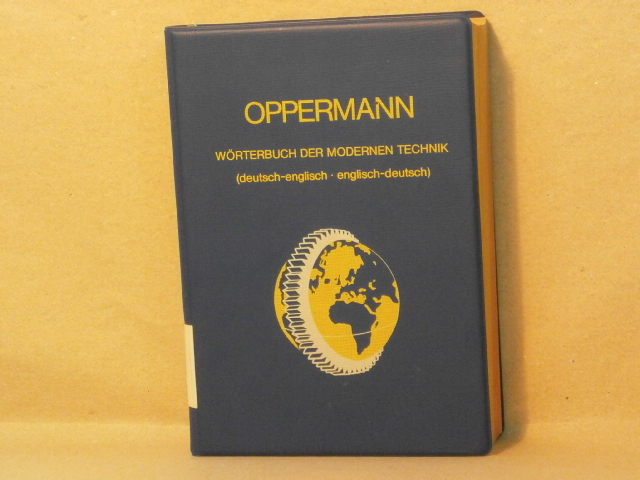 OPPERMANN
WÖRTERBUCH DER MODERNEN TECHNIK
(deutsch-englisch · englisch-deutsch)